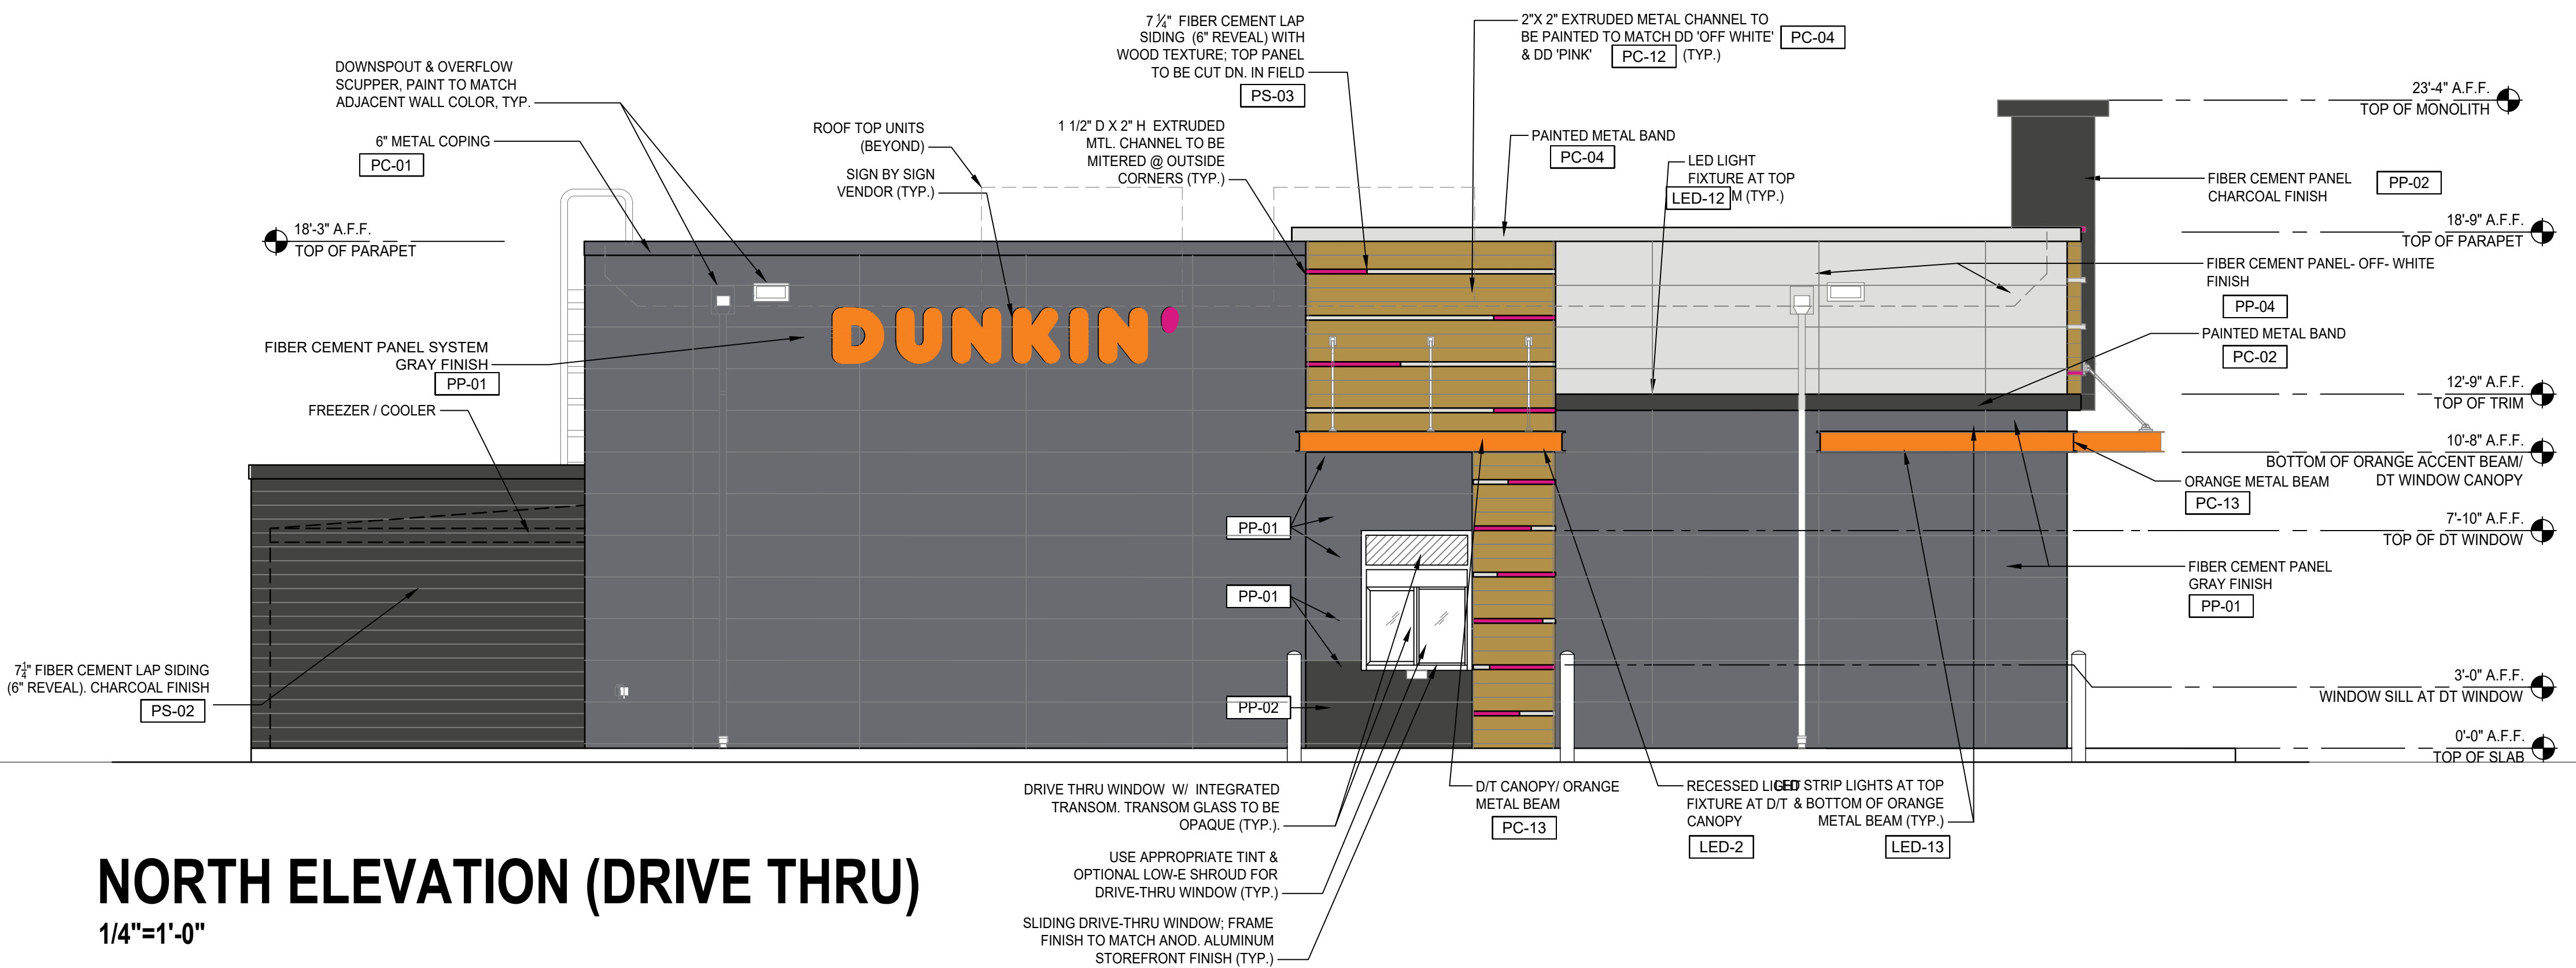 7 1/4" FIBER CEMENT LAP
SIDING (6" REVEAL) WITH
WOOD TEXTURE; TOP PANEL
TO BE CUT DN. IN FIELD
PS-03
2"X 2" EXTRUDED METAL CHANNEL TO
BE PAINTED TO MATCH DD 'OFF WHITE' PC-04
& DD 'PINK' PC-12 (TYP.)
DOWNSPOUT & OVERFLOW
SCUPPER, PAINT TO MATCH
ADJACENT WALL COLOR, TYP.
6" METAL COPING
PC-01
ROOF TOP UNITS
(BEYOND)
SIGN BY SIGN
VENDOR (TYP.)
1 1/2" D X 2" H EXTRUDED
MTL. CHANNEL TO BE
MITERED @ OUTSIDE
CORNERS (TYP.)
PAINTED METAL BAND
PC-04
LED LIGHT
FIXTURE AT TOP
LED-12 M (TYP.)
23'-4" A.F.F.
TOP OF MONOLITH
FIBER CEMENT PANEL PP-02
CHARCOAL FINISH
18'-3" A.F.F.
TOP OF PARAPET
18'-9" A.F.F.
TOP OF PARAPET
FIBER CEMENT PANEL- OFF- WHITE
FINISH
PP-04
DUNKIN'
FIBER CEMENT PANEL SYSTEM
GRAY FINISH
PP-01
PAINTED METAL BAND
PC-02
FREEZER / COOLER
12'-9" A.F.F.
TOP OF TRIM
10'-8" A.F.F.
BOTTOM OF ORANGE ACCENT BEAM/
DT WINDOW CANOPY
ORANGE METAL BEAM
PC-13
7'-10" A.F.F.
TOP OF DT WINDOW
PP-01
PP-01
FIBER CEMENT PANEL
GRAY FINISH
PP-01
7 1/4" FIBER CEMENT LAP SIDING
(6" REVEAL). CHARCOAL FINISH
PS-02
PP-02
3'-0" A.F.F.
WINDOW SILL AT DT WINDOW
0'-0" A.F.F.
TOP OF SLAB
DRIVE THRU WINDOW W/ INTEGRATED
TRANSOM. TRANSOM GLASS TO BE
OPAQUE (TYP.).
USE APPROPRIATE TINT &
OPTIONAL LOW-E SHROUD FOR
DRIVE-THRU WINDOW (TYP.)
SLIDING DRIVE-THRU WINDOW; FRAME
FINISH TO MATCH ANOD. ALUMINUM
STOREFRONT FINISH (TYP.)
D/T CANOPY/ ORANGE
METAL BEAM
PC-13
RECESSED LIGHT
FIXTURE AT D/T
CANOPY
LED-2
LED STRIP LIGHTS AT TOP
& BOTTOM OF ORANGE
METAL BEAM (TYP.)
LED-13
NORTH ELEVATION (DRIVE THRU)
1/4"=1'-0"